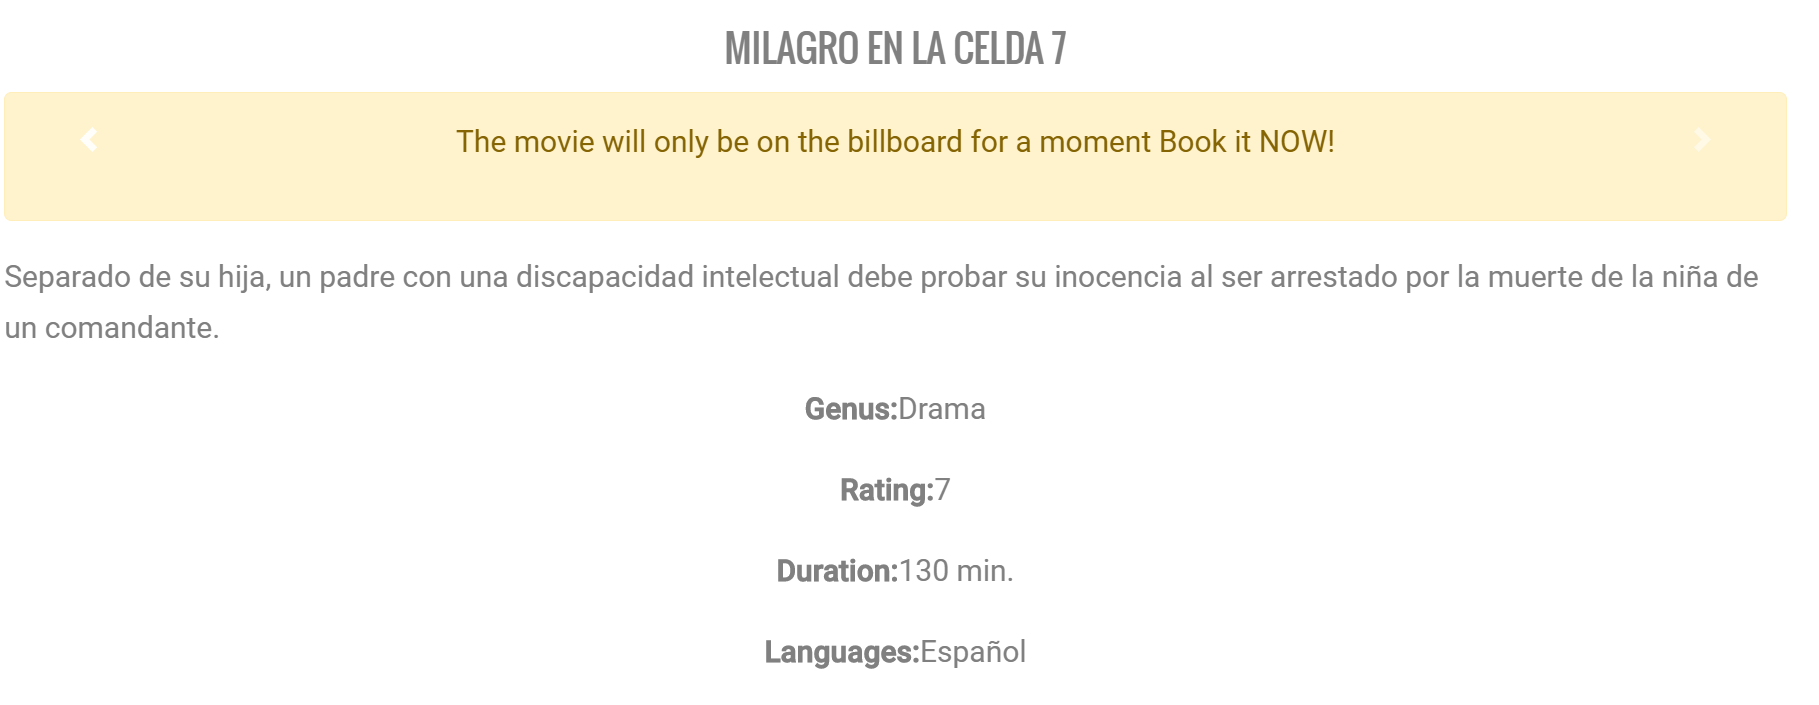 MILAGRO EN LA CELDA 7
The movie will only be on the billboard for a moment Book it NOW!
Separado de su hija, un padre con una discapacidad intelectual debe probar su inocencia al ser arrestado por la muerte de la niña de
un comandante.
Genus:Drama
Rating:7
Duration:130 min.
Languages:Español